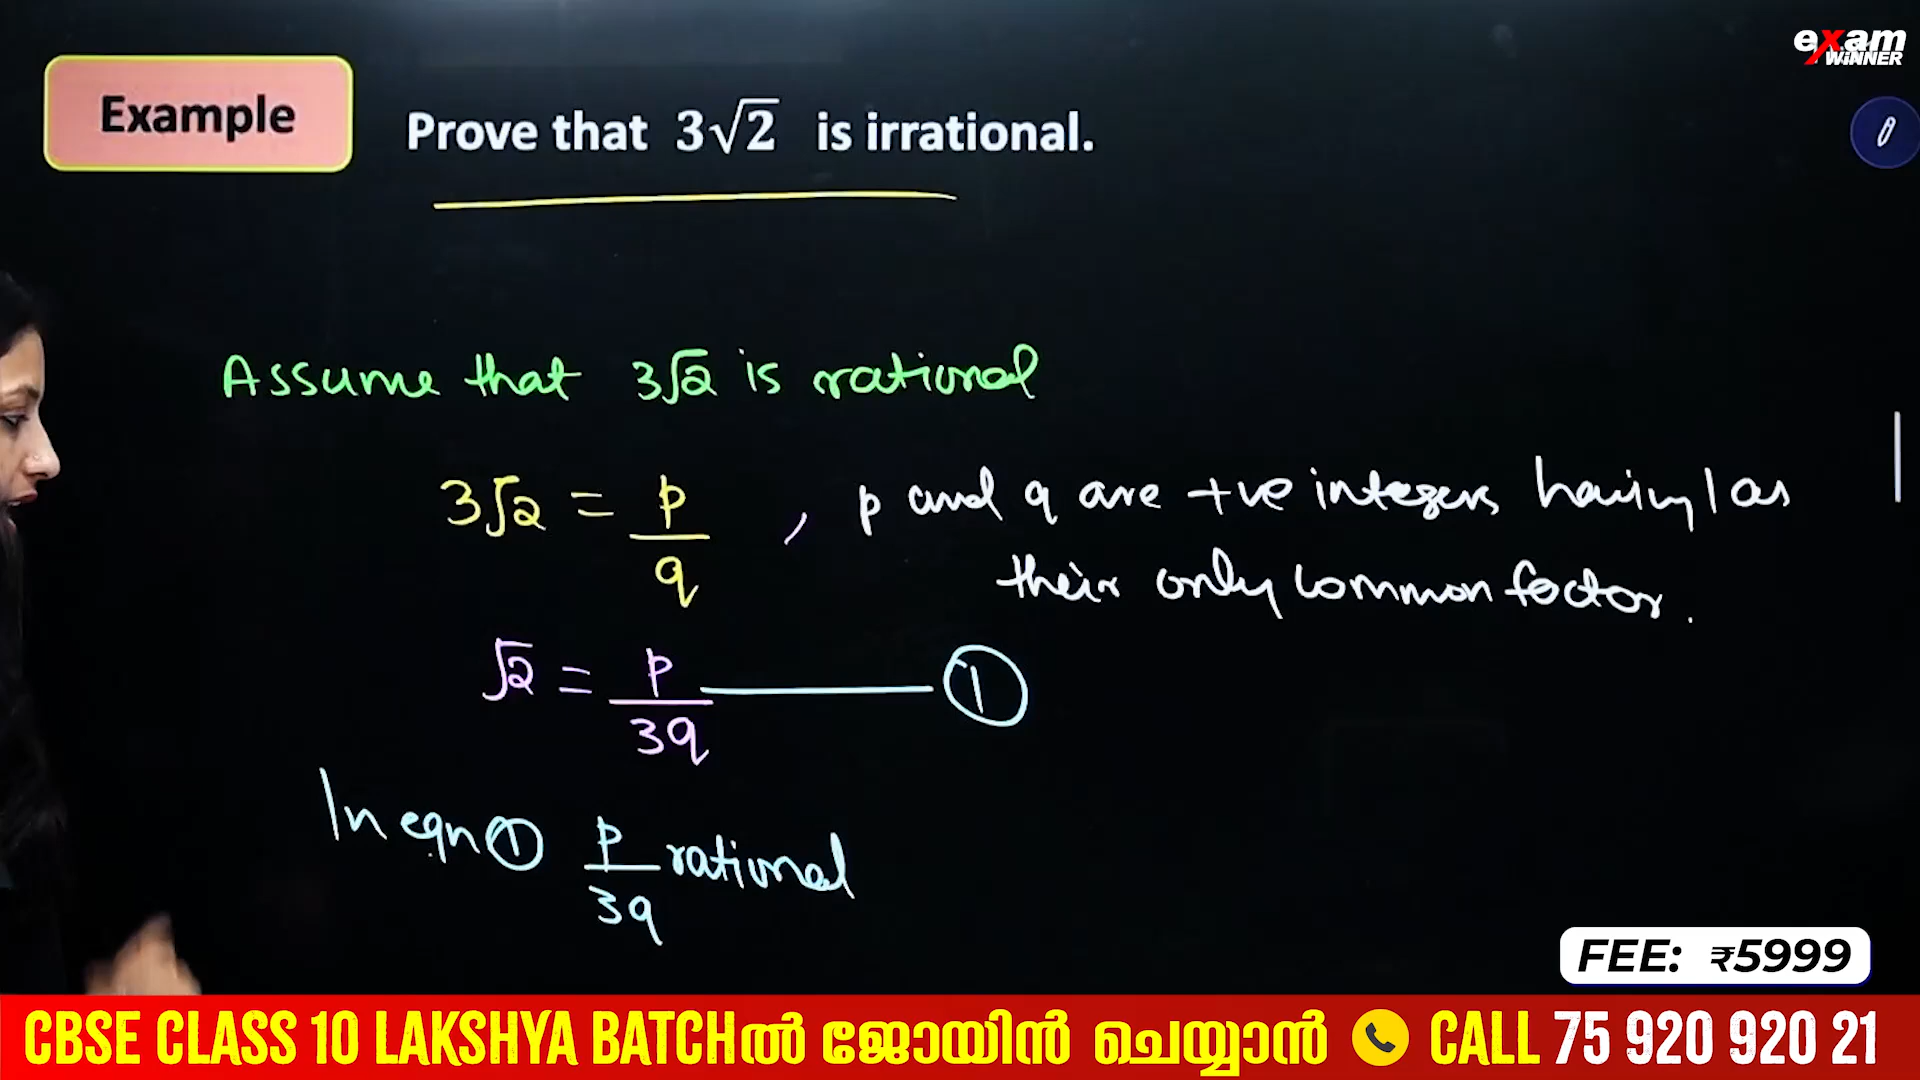 exam
WINNER
Example
Prove that 3√2 is irrational.
Assume that 3√2 is rational
3√2 = p/q , p and q are +ve integers having 1 as
their only common factor.
√2 = p/3q ——— ①
In eqn ① p/3q rational
FEE: ₹5999
CBSE CLASS 10 LAKSHYA BATCHൽ ജോയിൻ ചെയ്യാൻ CALL 75 920 920 21